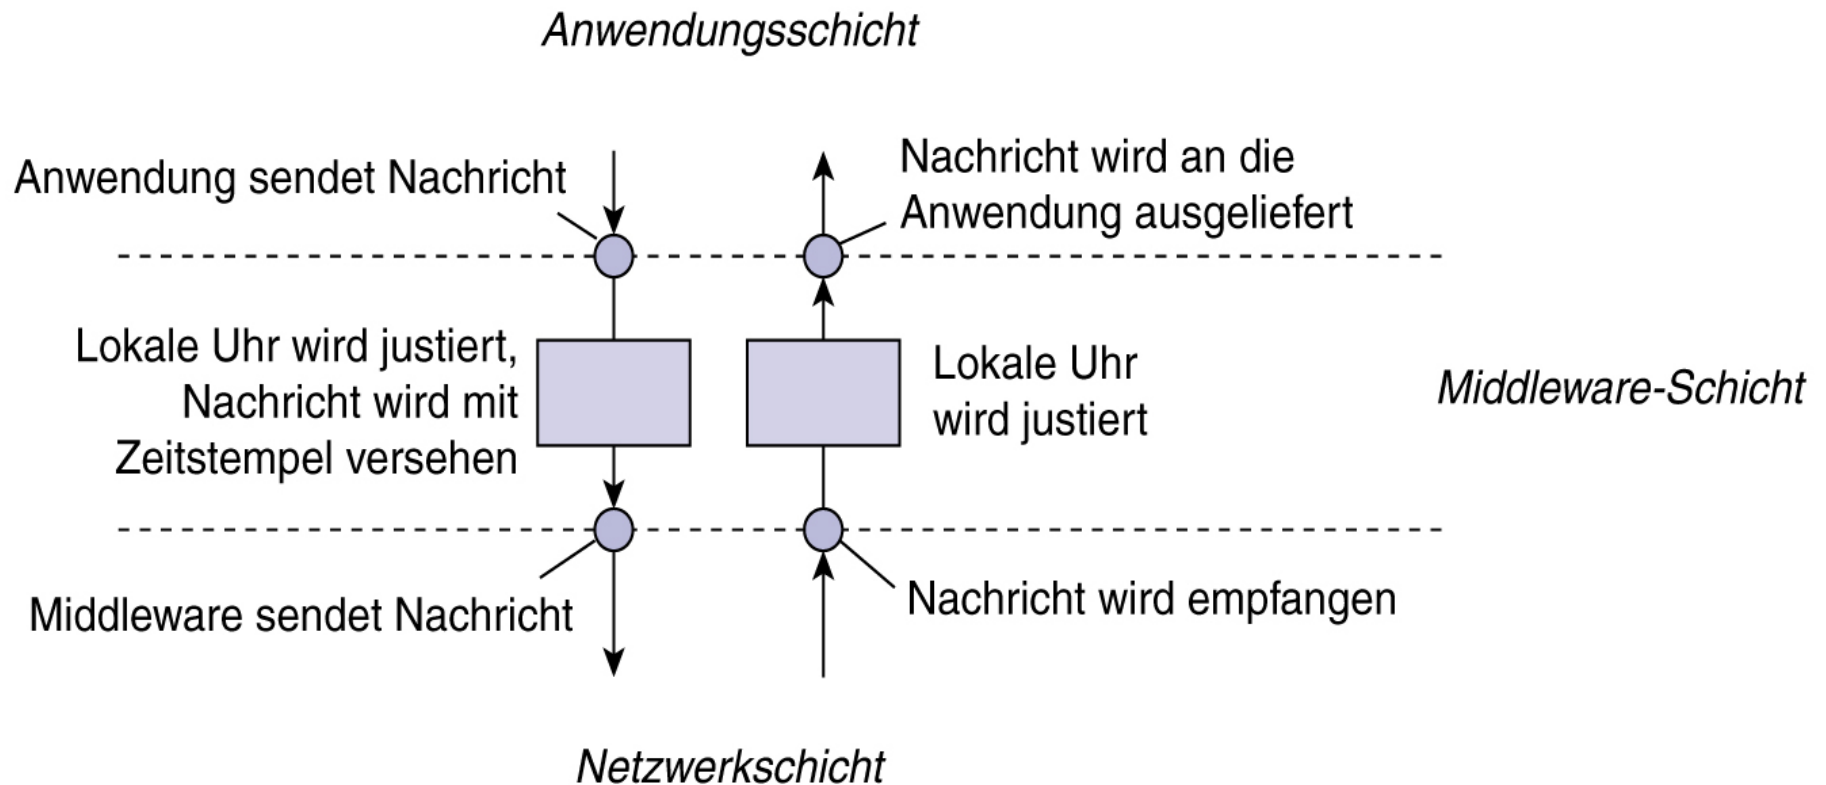 Anwendungsschicht
Anwendung sendet Nachricht
Nachricht wird an die
Anwendung ausgeliefert
Lokale Uhr wird justiert,
Nachricht wird mit
Zeitstempel versehen
Lokale Uhr
wird justiert
Middleware-Schicht
Middleware sendet Nachricht
Nachricht wird empfangen
Netzwerkschicht